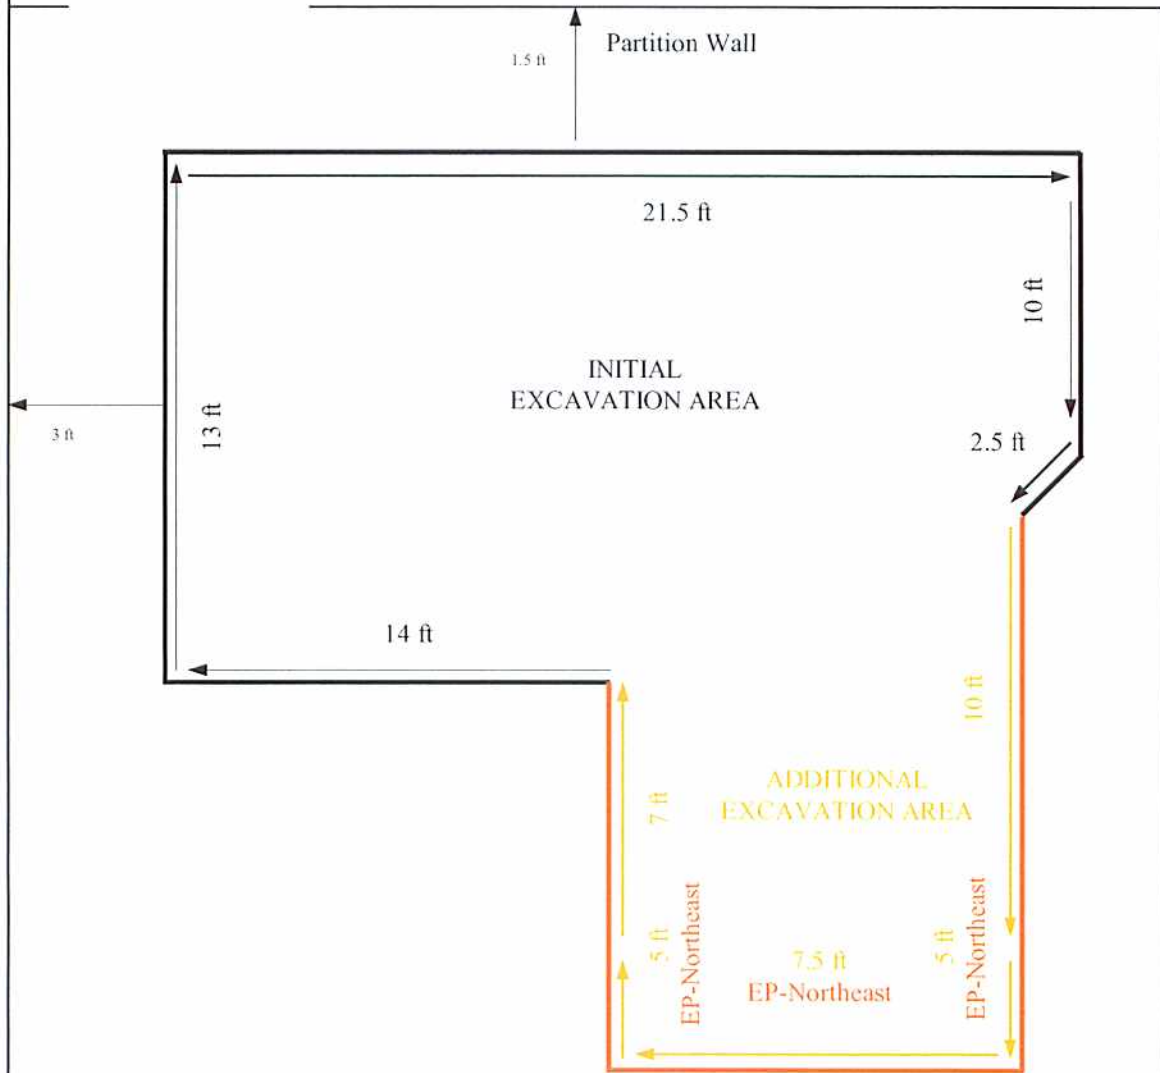 Partition Wall
1.5 ft
21.5 ft
10 ft
INITIAL
EXCAVATION AREA
3 ft
13 ft
2.5 ft
14 ft
10 ft
ADDITIONAL
EXCAVATION AREA
7 ft
5 ft
EP-Northeast
7.5 ft
EP-Northeast
5 ft
EP-Northeast